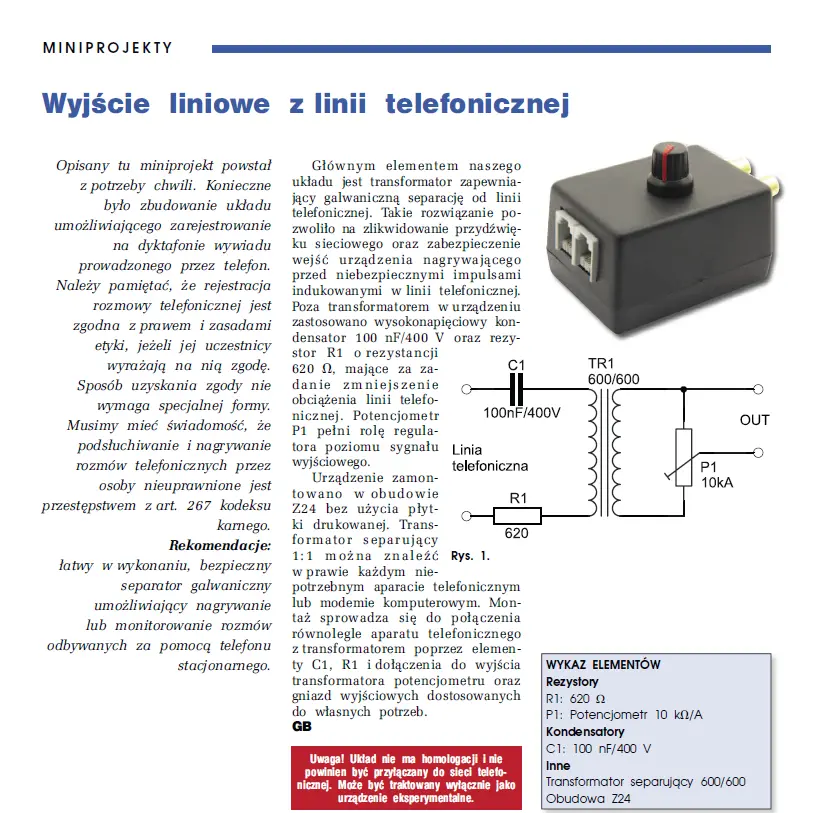 MINIPROJEKTY
Wyjście liniowe z linii telefonicznej
Opisany tu miniprojekt powstał
z potrzeby chwili. Konieczne
było zbudowanie układu
umożliwiającego zarejestrowanie
na dyktafonie wywiadu
prowadzonego przez telefon.
Należy pamiętać, że rejestracja
rozmowy telefonicznej jest
zgodna z prawem i zasadami
etyki, jeżeli jej uczestnicy
wyrażają na nią zgodę.
Sposób uzyskania zgody nie
wymaga specjalnej formy.
Musimy mieć świadomość, że
podsłuchiwanie i nagrywanie
rozmów telefonicznych przez
osoby nieuprawnione jest
przestępstwem z art. 267 kodeksu
karnego.
Rekomendacje:
łatwy w wykonaniu, bezpieczny
separator galwaniczny
umożliwiający nagrywanie
lub monitorowanie rozmów
odbywanych za pomocą telefonu
stacjonarnego.
Głównym elementem naszego
układu jest transformator zapewnia-
jący galwaniczną separację od linii
telefonicznej. Takie rozwiązanie po-
zwoliło na zlikwidowanie przydźwię-
ku sieciowego oraz zabezpieczenie
wejść urządzenia nagrywającego
przed niebezpiecznymi impulsami
indukowanymi w linii telefonicznej.
Poza transformatorem w urządzeniu
zastosowano wysokonapięciowy kon-
densator 100 nF/400 V oraz rezy-
stor R1 o rezystancji
620 Ω, mające za za-
danie zmniejszenie
obciążenia linii telefo-
nicznej. Potencjometr
P1 pełni rolę regula-
tora poziomu sygnału
wyjściowego.
Urządzenie zamon-
towano w obudowie
Z24 bez użycia płyt-
ki drukowanej. Trans-
formator separujący
1:1 można znaleźć
w prawie każdym nie-
potrzebnym aparacie telefonicznym
lub modemie komputerowym. Mon-
taż sprowadza się do połączenia
równolegle aparatu telefonicznego
z transformatorem poprzez elemen-
ty C1, R1 i dołączenia do wyjścia
transformatora potencjometru oraz
gniazd wyjściowych dostosowanych
do własnych potrzeb.
GB
Uwaga! Układ nie ma homologacji i nie
powinien być przyłączany do sieci telefo-
nicznej. Może być traktowany wyłącznie jako
urządzenie eksperymentalne.
C1
100nF/400V
TR1
600/600
OUT
Linia
telefoniczna
P1
10kA
R1
620
Rys. 1.
WYKAZ ELEMENTÓW
Rezystory
R1: 620 Ω
P1: Potencjometr 10 kΩ/A
Kondensatory
C1: 100 nF/400 V
Inne
Transformator separujący 600/600
Obudowa Z24